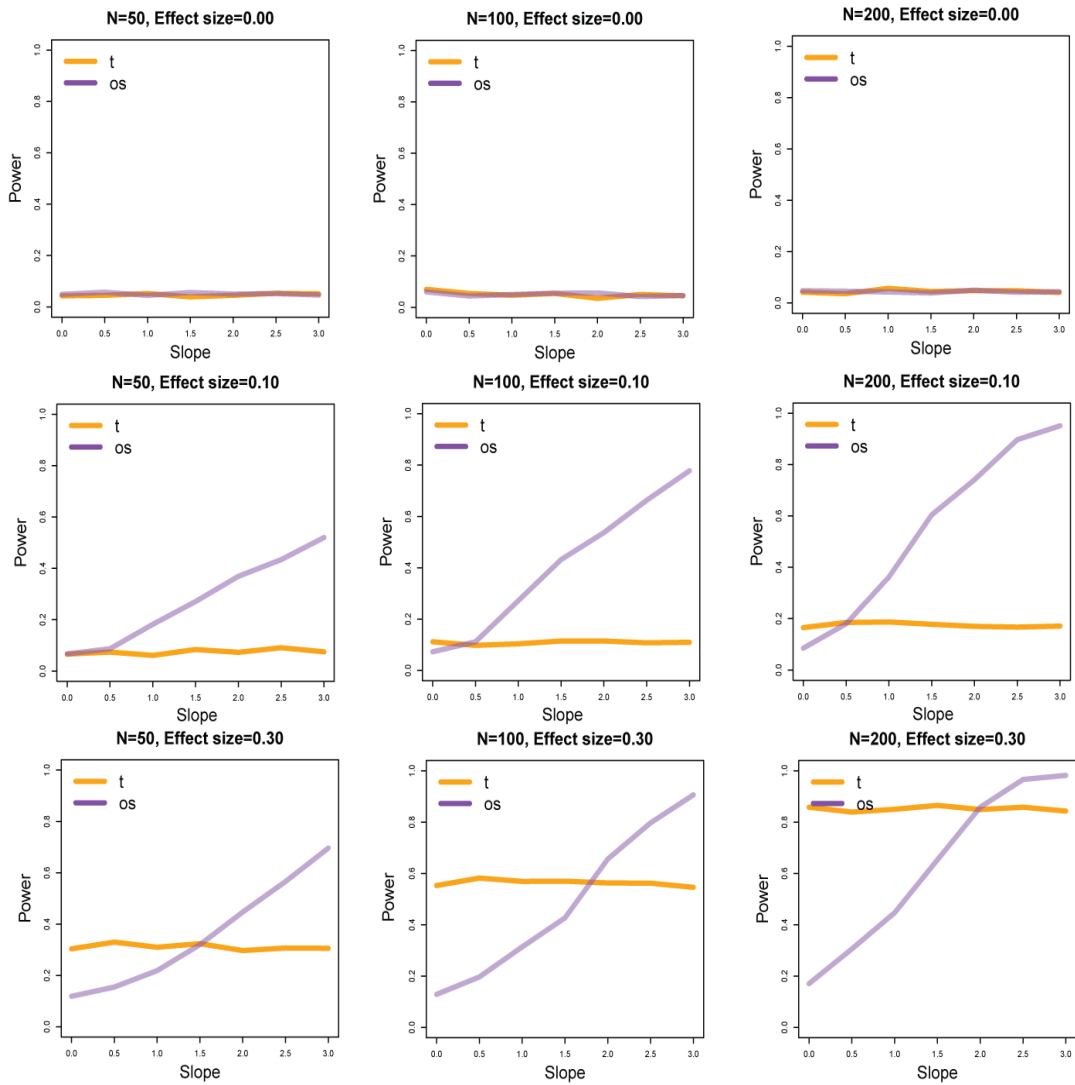 N=50, Effect size=0.00
t
os
Power
1.0
0.8
0.6
0.4
0.2
0.0
0.0 0.5 1.0 1.5 2.0 2.5 3.0
Slope
N=100, Effect size=0.00
t
os
Power
1.0
0.8
0.6
0.4
0.2
0.0
0.0 0.5 1.0 1.5 2.0 2.5 3.0
Slope
N=200, Effect size=0.00
t
os
Power
1.0
0.8
0.6
0.4
0.2
0.0
0.0 0.5 1.0 1.5 2.0 2.5 3.0
Slope
N=50, Effect size=0.10
t
os
Power
1.0
0.8
0.6
0.4
0.2
0.0
0.0 0.5 1.0 1.5 2.0 2.5 3.0
Slope
N=100, Effect size=0.10
t
os
Power
1.0
0.8
0.6
0.4
0.2
0.0
0.0 0.5 1.0 1.5 2.0 2.5 3.0
Slope
N=200, Effect size=0.10
t
os
Power
1.0
0.8
0.6
0.4
0.2
0.0
0.0 0.5 1.0 1.5 2.0 2.5 3.0
Slope
N=50, Effect size=0.30
t
os
Power
1.0
0.8
0.6
0.4
0.2
0.0
0.0 0.5 1.0 1.5 2.0 2.5 3.0
Slope
N=100, Effect size=0.30
t
os
Power
1.0
0.8
0.6
0.4
0.2
0.0
0.0 0.5 1.0 1.5 2.0 2.5 3.0
Slope
N=200, Effect size=0.30
t
os
Power
1.0
0.8
0.6
0.4
0.2
0.0
0.0 0.5 1.0 1.5 2.0 2.5 3.0
Slope